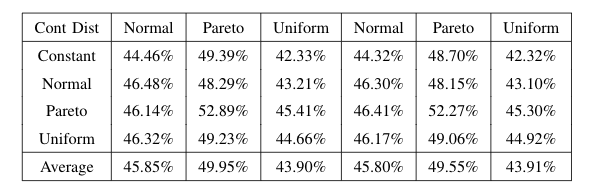 Cont Dist Normal Pareto Uniform Normal Pareto Uniform
Constant 44.46% 49.39% 42.33% 44.32% 48.70% 42.32%
Normal 46.48% 48.29% 43.21% 46.30% 48.15% 43.10%
Pareto 46.14% 52.89% 45.41% 46.41% 52.27% 45.30%
Uniform 46.32% 49.23% 44.66% 46.17% 49.06% 44.92%
Average 45.85% 49.95% 43.90% 45.80% 49.55% 43.91%